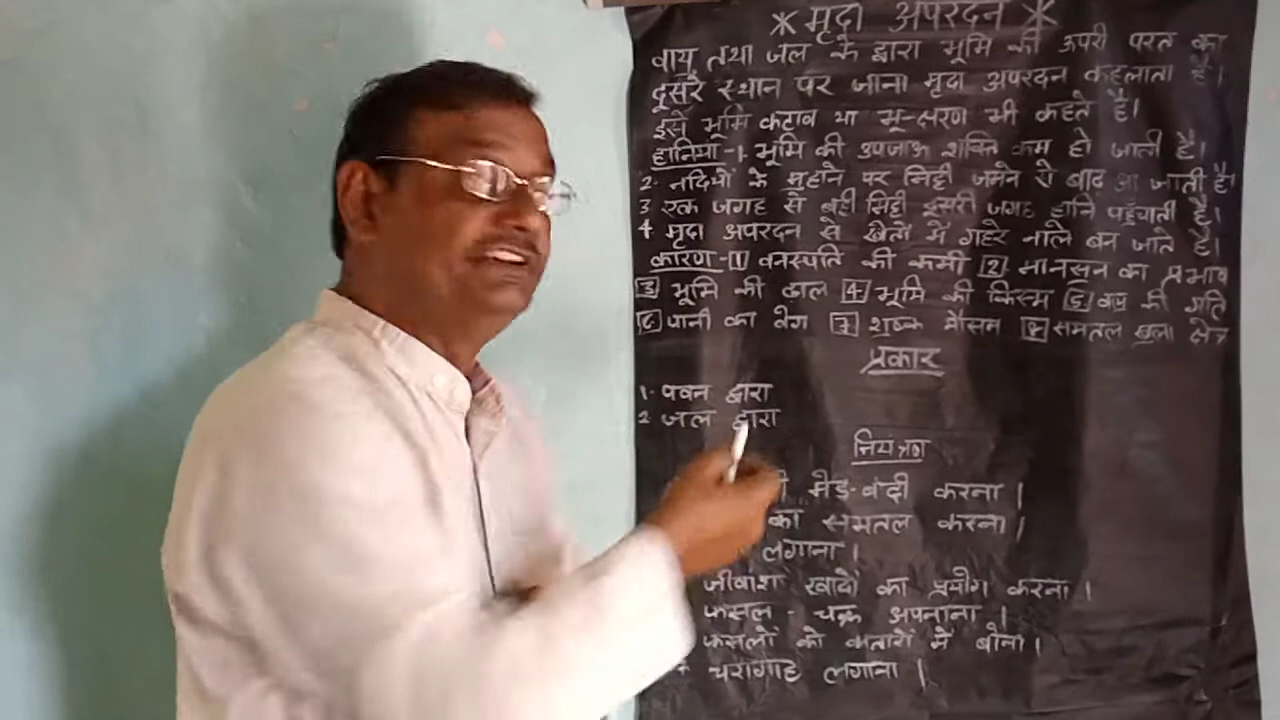 * मृदा अपरदन *
वायु तथा जल के द्वारा भूमि की ऊपरी परत का
दूसरे स्थान पर जाना मृदा अपरदन कहलाता है।
इसे भूमि कटाव या भू-क्षरण भी कहते है।
हानियाँ-1. भूमि की उपजाऊ शक्ति कम हो जाती है।
2. नदियों के मुहाने पर मिट्टी जमने से बाढ आ जाती है।
3 एक जगह से बही मिट्टी दूसरी जगह हानि पहुँचाती है।
4 मृदा अपरदन से खेतो में गहरे नाले बन जाते है।
कारण-1 वनस्पति की कमी 2 मानसून का प्रभाव
3 भूमि की ढाल 4 भूमि की किस्म 5 वायु की गति
6 पानी का वेग 7 शुष्क मौसम 8 समतल खुला क्षेत्र
प्रकार
1. पवन द्वारा
2. जल द्वारा
नियंत्रण
मेड-बंदी करना।
का समतल करना।
लगाना।
जीवाश खादो का प्रयोग करना।
फसल - चक्र अपनाना।
फसलों को कतारों में बोना।
चरागाह लगाना।